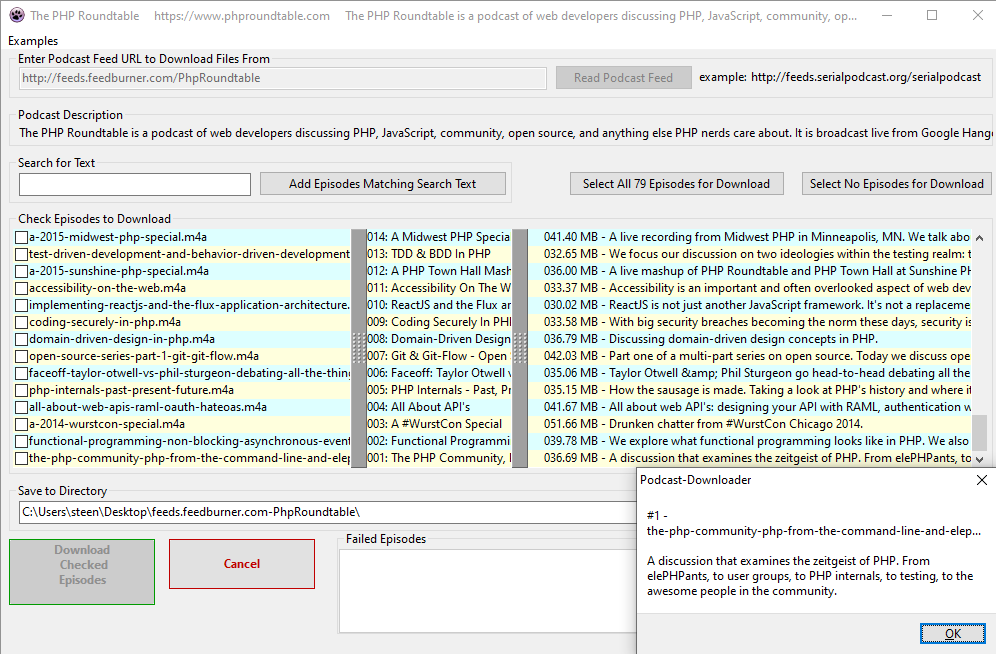 The PHP Roundtable https://www.phproundtable.com The PHP Roundtable is a podcast of web developers discussing PHP, JavaScript, community, op...
Examples
Enter Podcast Feed URL to Download Files From
http://feeds.feedburner.com/PhpRoundtable Read Podcast Feed example: http://feeds.serialpodcast.org/serialpodcast
Podcast Description
The PHP Roundtable is a podcast of web developers discussing PHP, JavaScript, community, open source, and anything else PHP nerds care about. It is broadcast live from Google Hang
Search for Text
Add Episodes Matching Search Text Select All 79 Episodes for Download Select No Episodes for Download
Check Episodes to Download
a-2015-midwest-php-special.m4a 014: A Midwest PHP Specia 041.40 MB - A live recording from Midwest PHP in Minneapolis, MN. We talk abo
test-driven-development-and-behavior-driven-development 013: TDD & BDD In PHP 032.65 MB - We focus our discussion on two ideologies within the testing realm: t
a-2015-sunshine-php-special.m4a 012: A PHP Town Hall Mash 036.00 MB - A live mashup of PHP Roundtable and PHP Town Hall at Sunshine PH
accessibility-on-the-web.m4a 011: Accessibility On The W 033.37 MB - Accessibility is an important and often overlooked aspect of web dev
implementing-reactjs-and-the-flux-application-architecture. 010: ReactJS and the Flux ar 030.02 MB - ReactJS is not just another JavaScript framework. It's not a replaceme
coding-securely-in-php.m4a 009: Coding Securely In PHI 033.58 MB - With big security breaches becoming the norm these days, security is
domain-driven-design-in-php.m4a 008: Domain-Driven Design 036.79 MB - Discussing domain-driven design concepts in PHP.
open-source-series-part-1-git-git-flow.m4a 007: Git & Git-Flow - Open 042.03 MB - Part one of a multi-part series on open source. Today we discuss ope
faceoff-taylor-otwell-vs-phil-sturgeon-debating-all-the-thing 006: Faceoff: Taylor Otwell v 035.06 MB - Taylor Otwell &amp; Phil Sturgeon go head-to-head debating all the
php-internals-past-present-future.m4a 005: PHP Internals - Past, Pr 035.15 MB - How the sausage is made. Taking a look at PHP's history and where it
all-about-web-apis-raml-oauth-hateoas.m4a 004: All About API's 041.67 MB - All about web API's: designing your API with RAML, authentication w
a-2014-wurstcon-special.m4a 003: A #WurstCon Special 051.66 MB - Drunken chatter from #WurstCon Chicago 2014.
functional-programming-non-blocking-asynchronous-event 002: Functional Programmi 039.78 MB - We explore what functional programming looks like in PHP. We also
the-php-community-php-from-the-command-line-and-elep 001: The PHP Community, I 036.69 MB - A discussion that examines the zeitgeist of PHP. From elePHPants, to
Save to Directory
C:\Users\steen\Desktop\feeds.feedburner.com-PhpRoundtable\
Download
Checked
Episodes
Cancel
Failed Episodes
Podcast-Downloader
#1 -
the-php-community-php-from-the-command-line-and-elep...
A discussion that examines the zeitgeist of PHP. From
elePHPants, to user groups, to PHP internals, to testing, to the
awesome people in the community.
OK